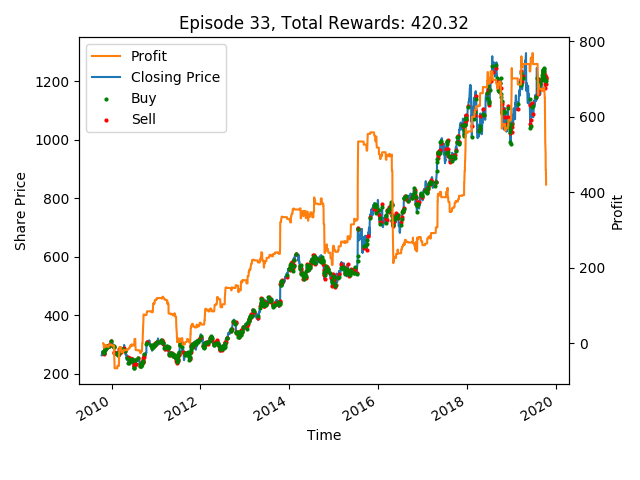 Episode 33, Total Rewards: 420.32
Profit
Closing Price
Buy
Sell
Share Price
1200
1000
800
600
400
200
800
600
400
200
0
Profit
2010
2012
2014
2016
2018
2020
Time